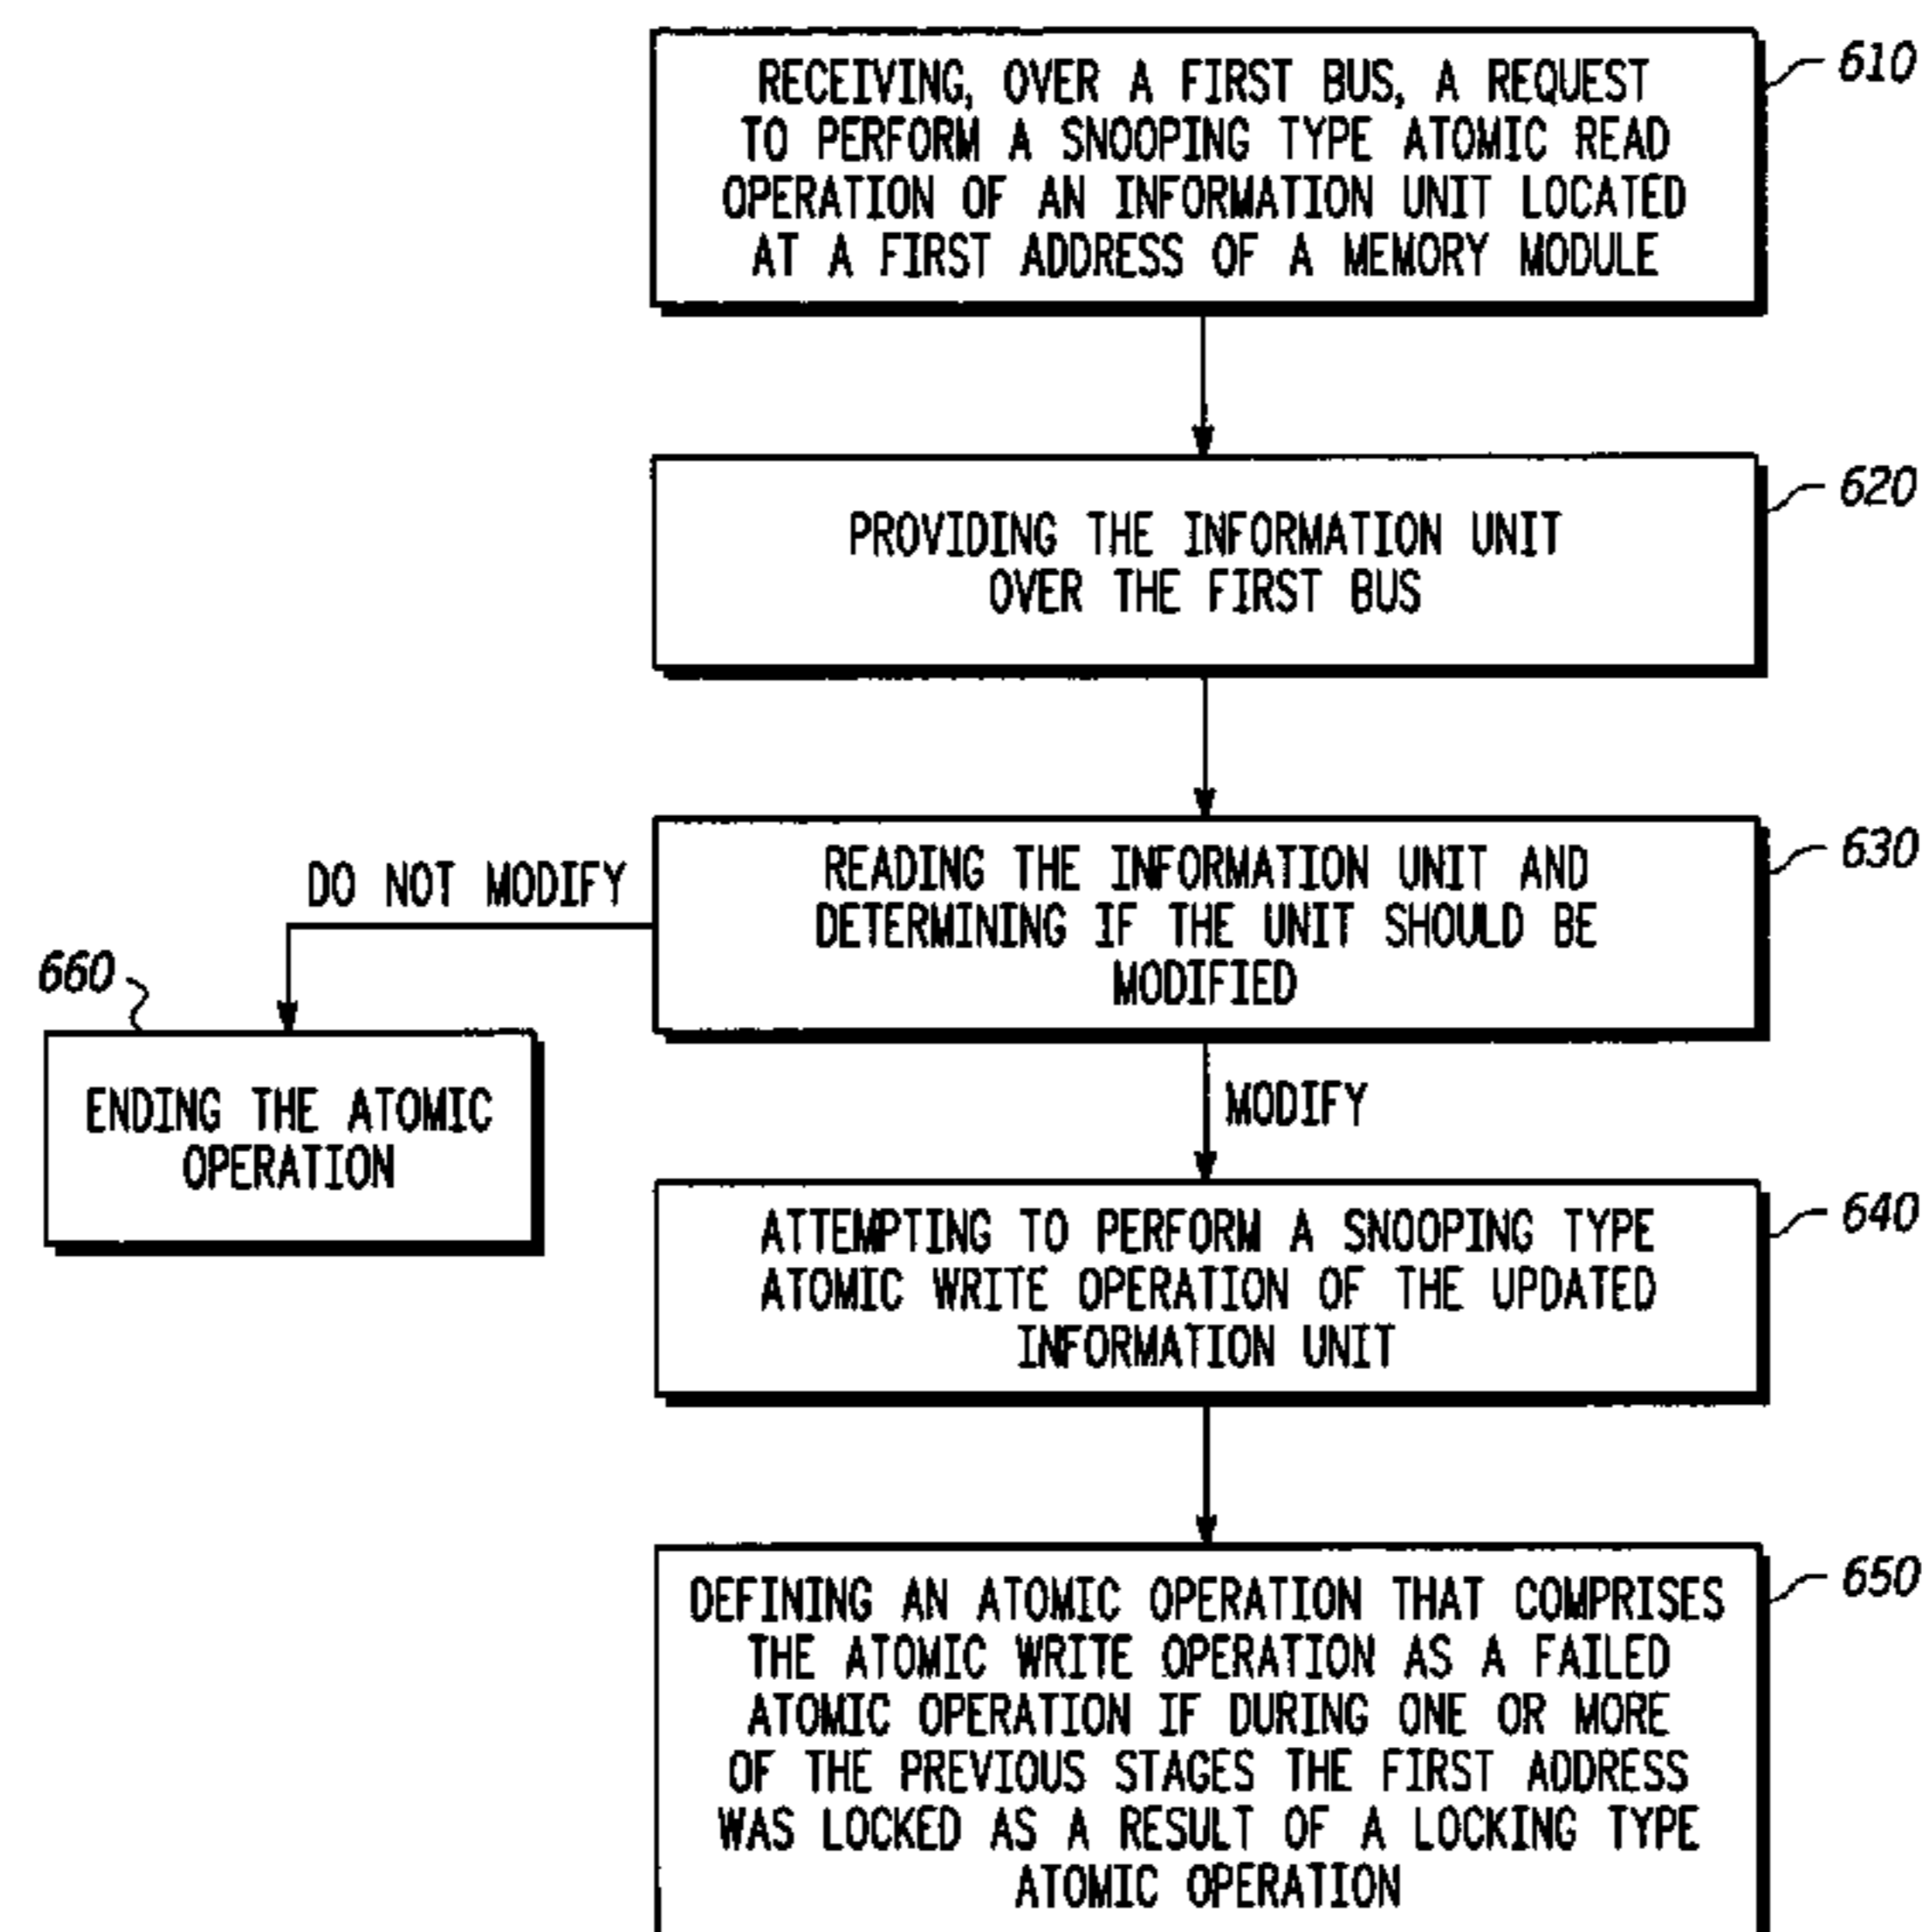 RECEIVING, OVER A FIRST BUS, A REQUEST
TO PERFORM A SNOOPING TYPE ATOMIC READ
OPERATION OF AN INFORMATION UNIT LOCATED
AT A FIRST ADDRESS OF A MEMORY MODULE
610
PROVIDING THE INFORMATION UNIT
OVER THE FIRST BUS
620
READING THE INFORMATION UNIT AND
DETERMINING IF THE UNIT SHOULD BE
MODIFIED
630
DO NOT MODIFY
660
ENDING THE ATOMIC
OPERATION
MODIFY
ATTEMPTING TO PERFORM A SNOOPING TYPE
ATOMIC WRITE OPERATION OF THE UPDATED
INFORMATION UNIT
640
DEFINING AN ATOMIC OPERATION THAT COMPRISES
THE ATOMIC WRITE OPERATION AS A FAILED
ATOMIC OPERATION IF DURING ONE OR MORE
OF THE PREVIOUS STAGES THE FIRST ADDRESS
WAS LOCKED AS A RESULT OF A LOCKING TYPE
ATOMIC OPERATION
650